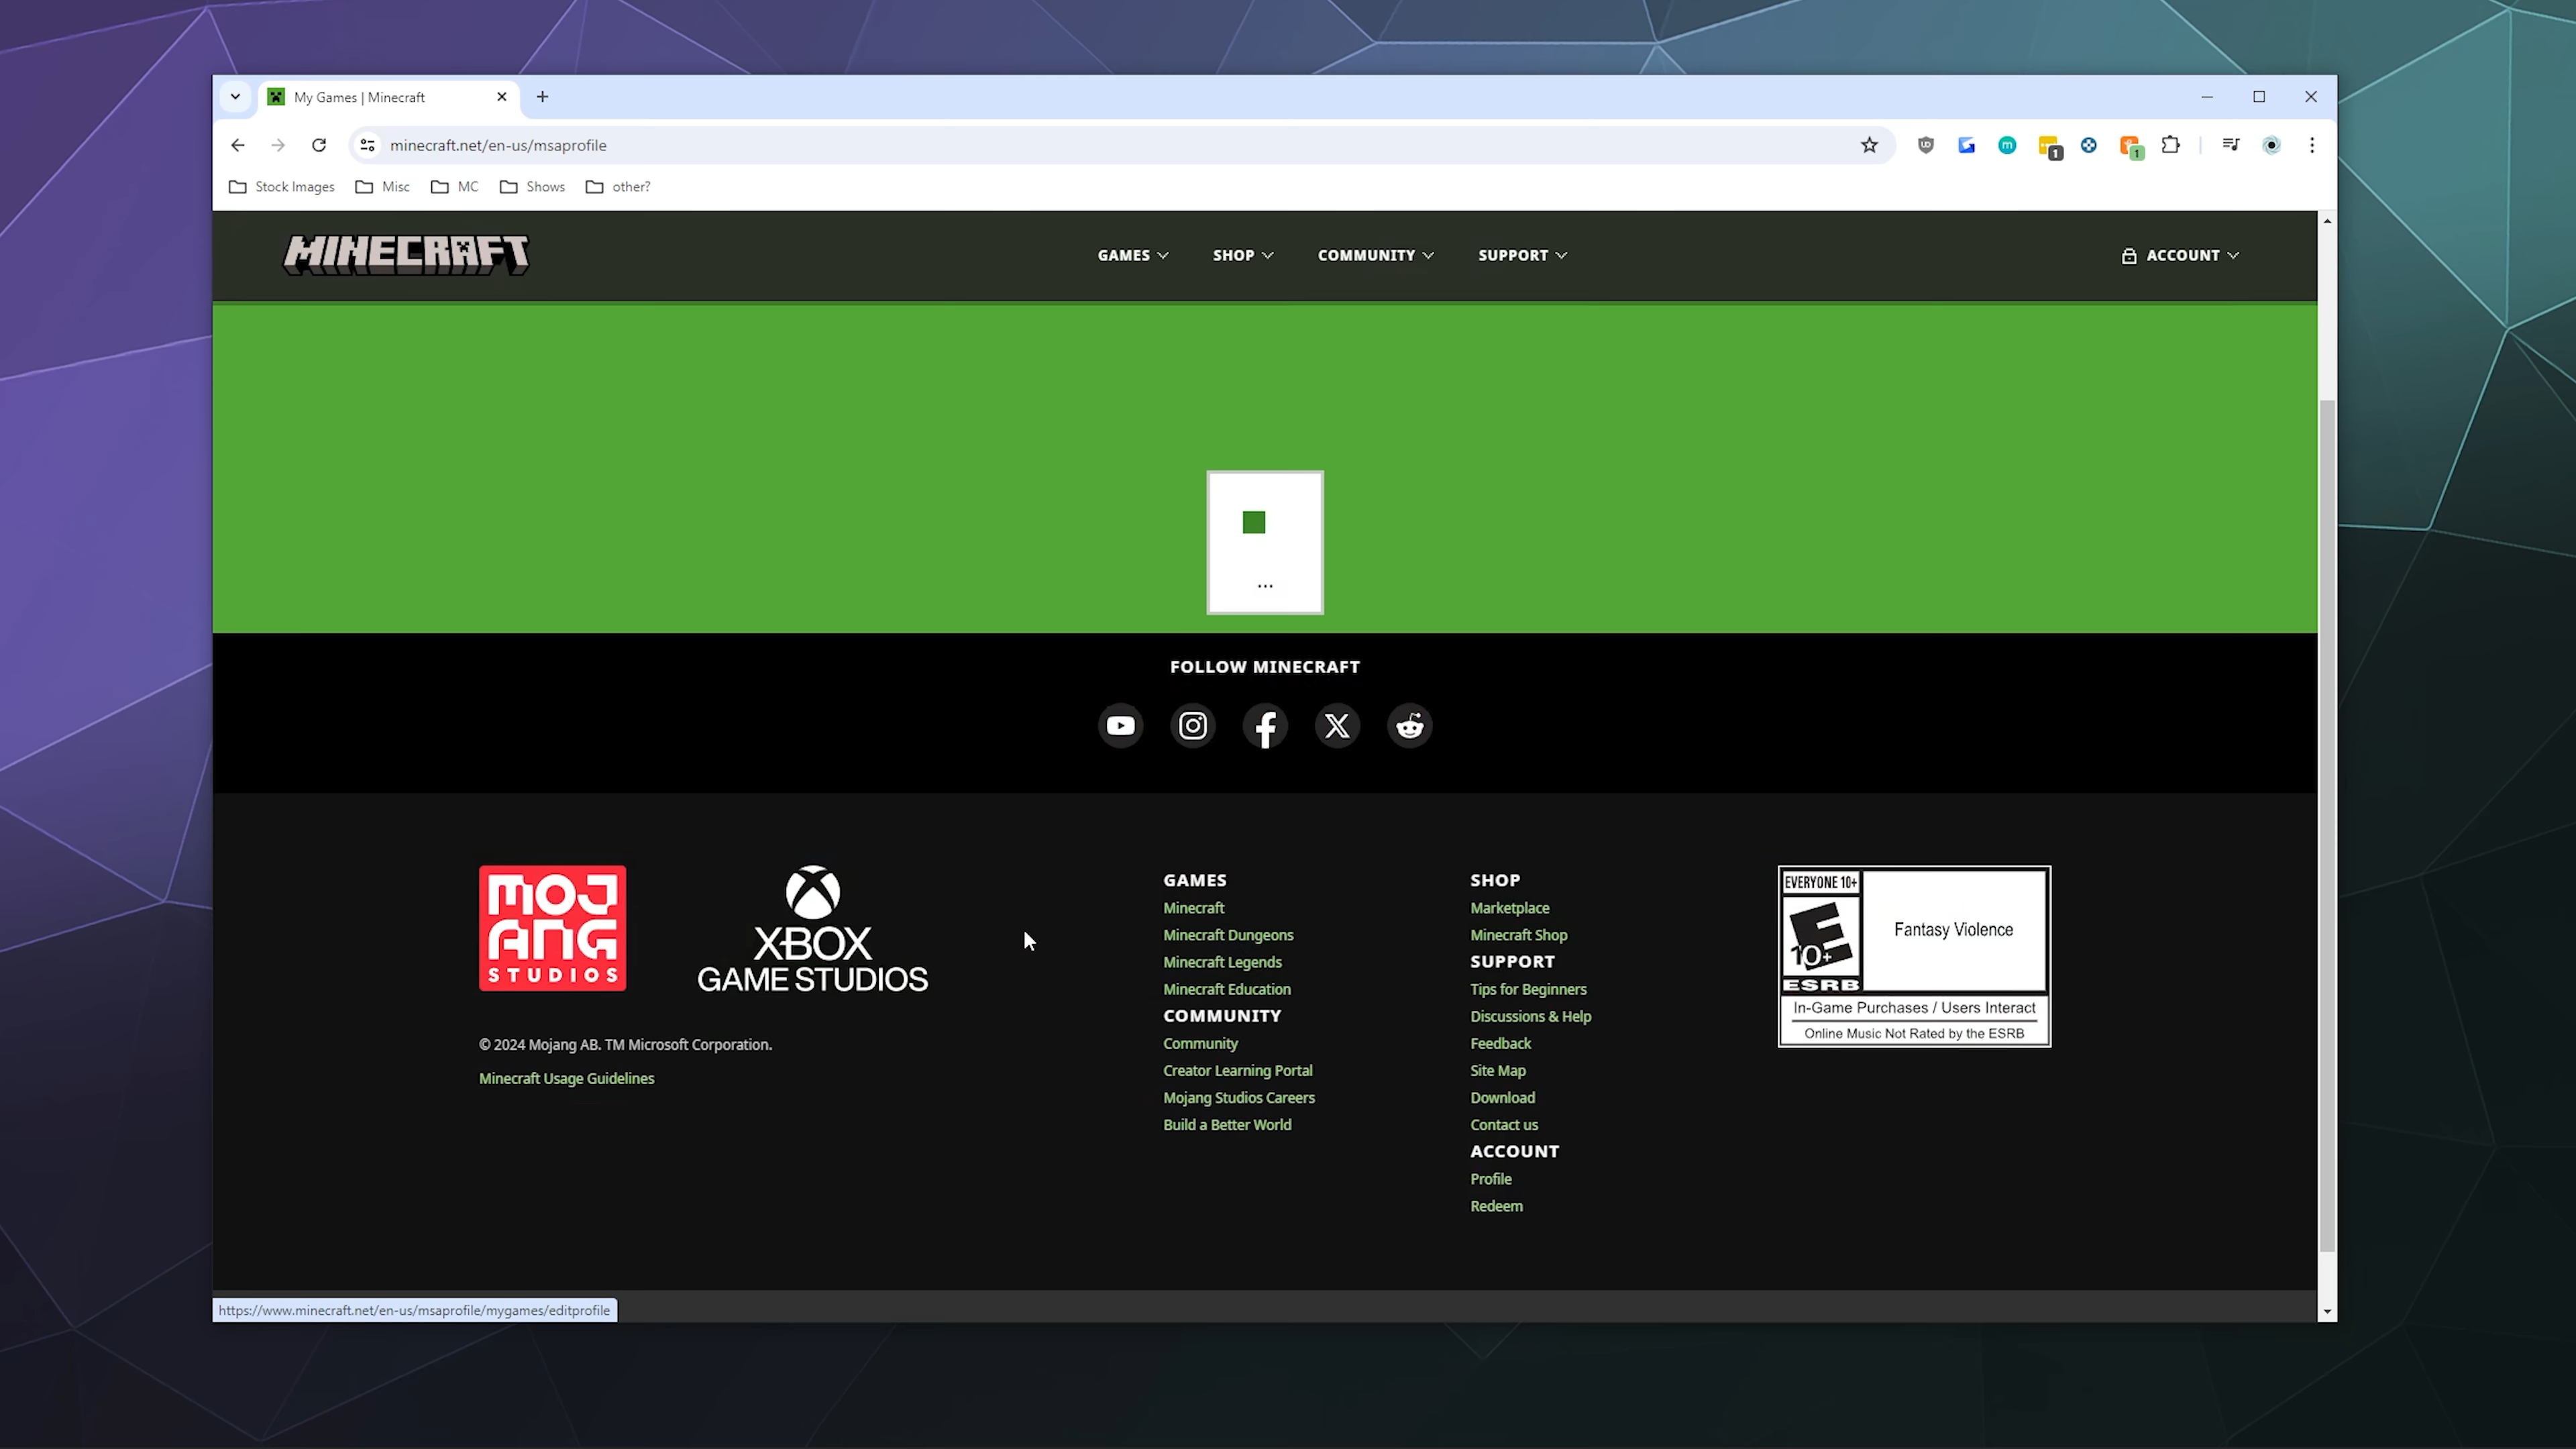 My Games | Minecraft
minecraft.net/en-us/msaprofile
1
1
Stock Images
Misc
MC
Shows
other?
MINECRAFT
GAMES
SHOP
COMMUNITY
SUPPORT
ACCOUNT
...
FOLLOW MINECRAFT
MOJ
ANG
STUDIOS
XBOX
GAME STUDIOS
© 2024 Mojang AB. TM Microsoft Corporation.
Minecraft Usage Guidelines
GAMES
Minecraft
Minecraft Dungeons
Minecraft Legends
Minecraft Education
COMMUNITY
Community
Creator Learning Portal
Mojang Studios Careers
Build a Better World
SHOP
Marketplace
Minecraft Shop
SUPPORT
Tips for Beginners
Discussions & Help
Feedback
Site Map
Download
Contact us
ACCOUNT
Profile
Redeem
EVERYONE 10+
E
10+
ESRB
Fantasy Violence
In-Game Purchases / Users Interact
Online Music Not Rated by the ESRB
https://www.minecraft.net/en-us/msaprofile/mygames/editprofile